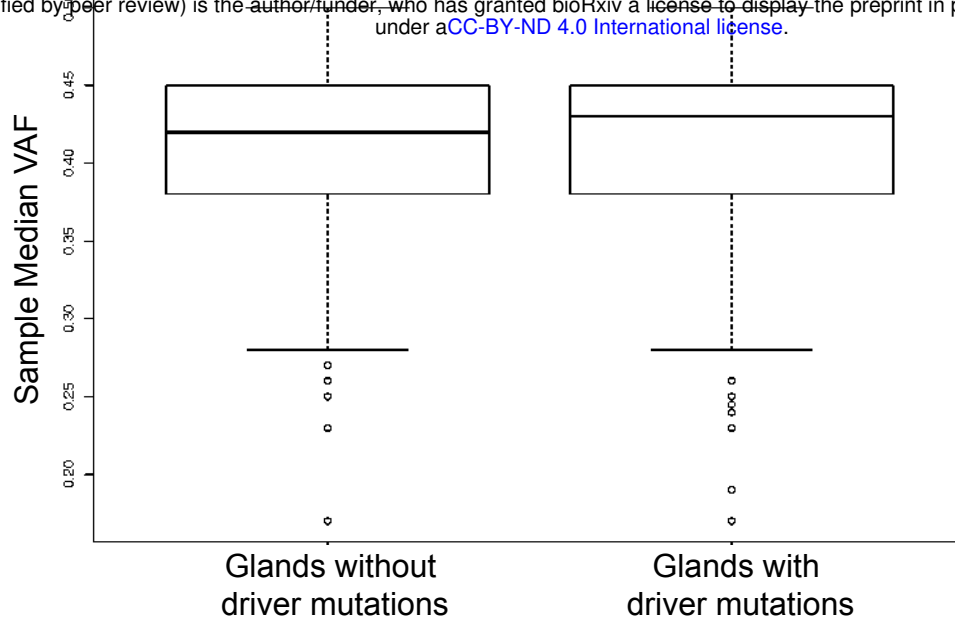 fied by peer review) is the author/funder, who has granted bioRxiv a license to display the preprint in p
under aCC-BY-ND 4.0 International license.
0.45
0.40
0.35
0.30
0.25
0.20
Sample Median VAF
Glands without
driver mutations
Glands with
driver mutations